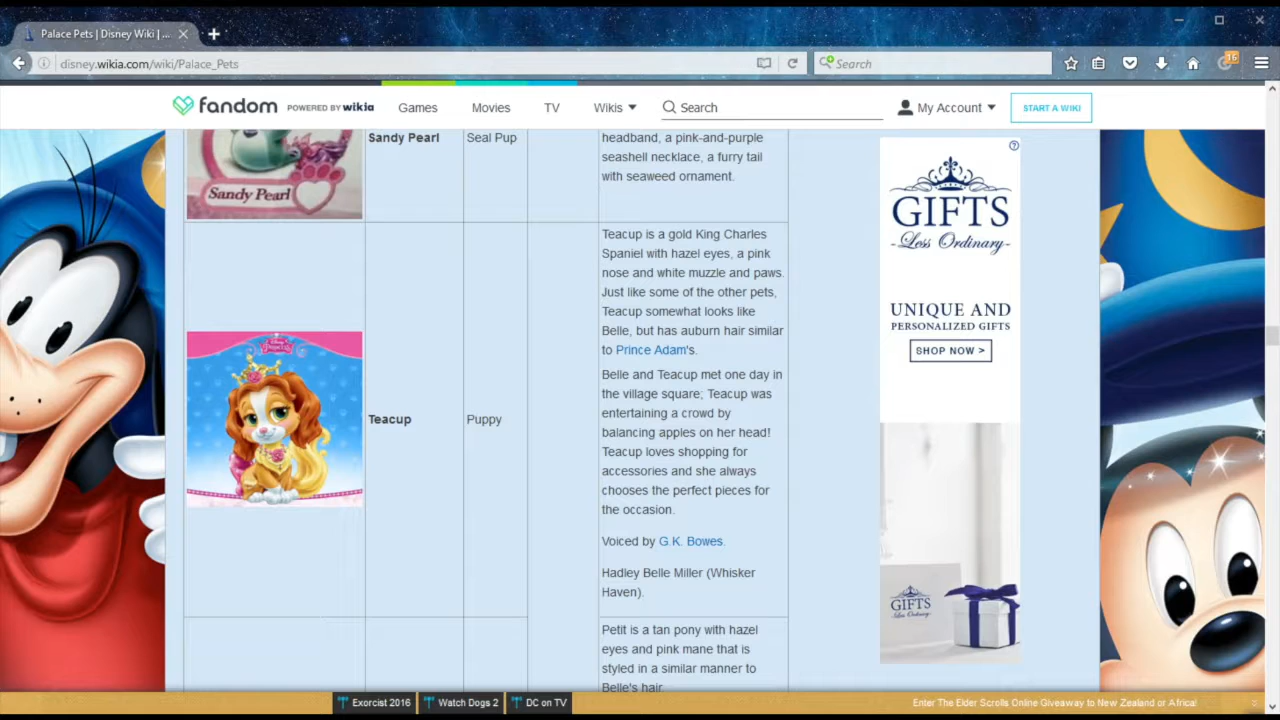 Palace Pets | Disney Wiki | ...
disney.wikia.com/wiki/Palace_Pets
Search
16
fandom
POWERED BY wikia
Games
Movies
TV
Wikis
Search
My Account
START A WIKI
Sandy Pearl
Sandy Pearl
Seal Pup
headband, a pink-and-purple
seashell necklace, a furry tail
with seaweed ornament.
Teacup
Puppy
Teacup is a gold King Charles
Spaniel with hazel eyes, a pink
nose and white muzzle and paws.
Just like some of the other pets,
Teacup somewhat looks like
Belle, but has auburn hair similar
to Prince Adam's.
Belle and Teacup met one day in
the village square; Teacup was
entertaining a crowd by
balancing apples on her head!
Teacup loves shopping for
accessories and she always
chooses the perfect pieces for
the occasion.
Voiced by G.K. Bowes.
Hadley Belle Miller (Whisker
Haven).
Petit is a tan pony with hazel
eyes and pink mane that is
styled in a similar manner to
Belle's hair.
GIFTS
-Less Ordinary-
UNIQUE AND
PERSONALIZED GIFTS
SHOP NOW >
GIFTS
Less Ordinary
Exorcist 2016
Watch Dogs 2
DC on TV
Enter The Elder Scrolls Online Giveaway to New Zealand or Africa!